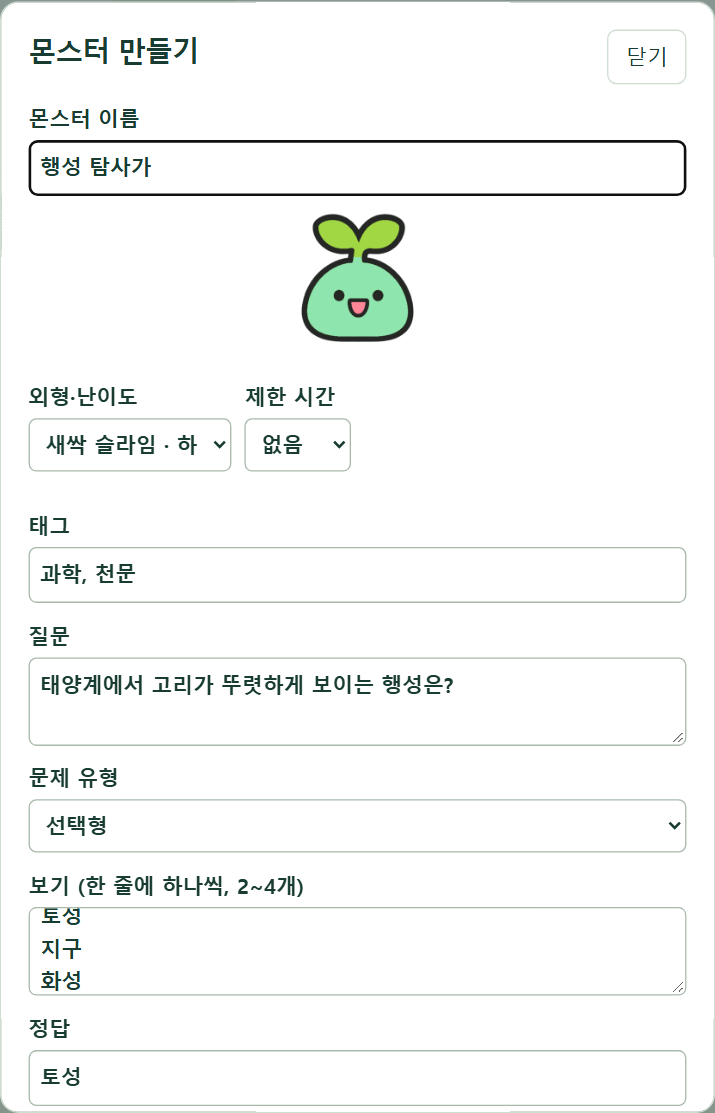 몬스터 만들기
닫기
몬스터 이름
행성 탐사가
외형·난이도
제한 시간
새싹 슬라임 · 하
없음
태그
과학, 천문
질문
태양계에서 고리가 뚜렷하게 보이는 행성은?
문제 유형
선택형
보기 (한 줄에 하나씩, 2~4개)
토성
지구
화성
정답
토성